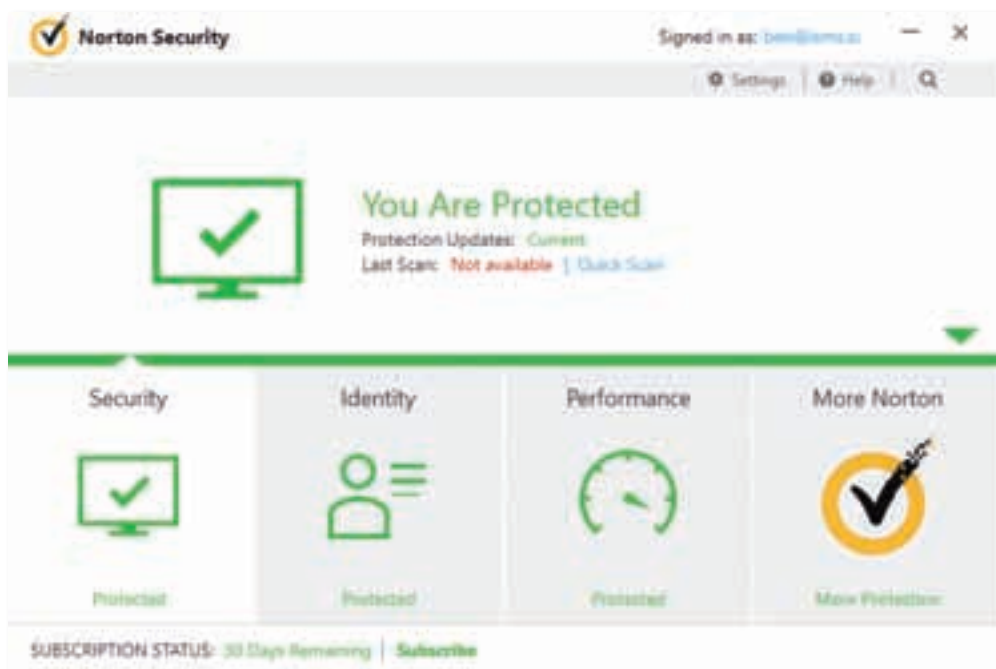 Norton Security
Signed in as:
Settings | Help |
You Are Protected
Protection Updates: Current
Last Scan: Not available | Quick Scan
Security Identity Performance More Norton
Protected Protected Protected More Protection
SUBSCRIPTION STATUS: 30 Days Remaining | Subscribe